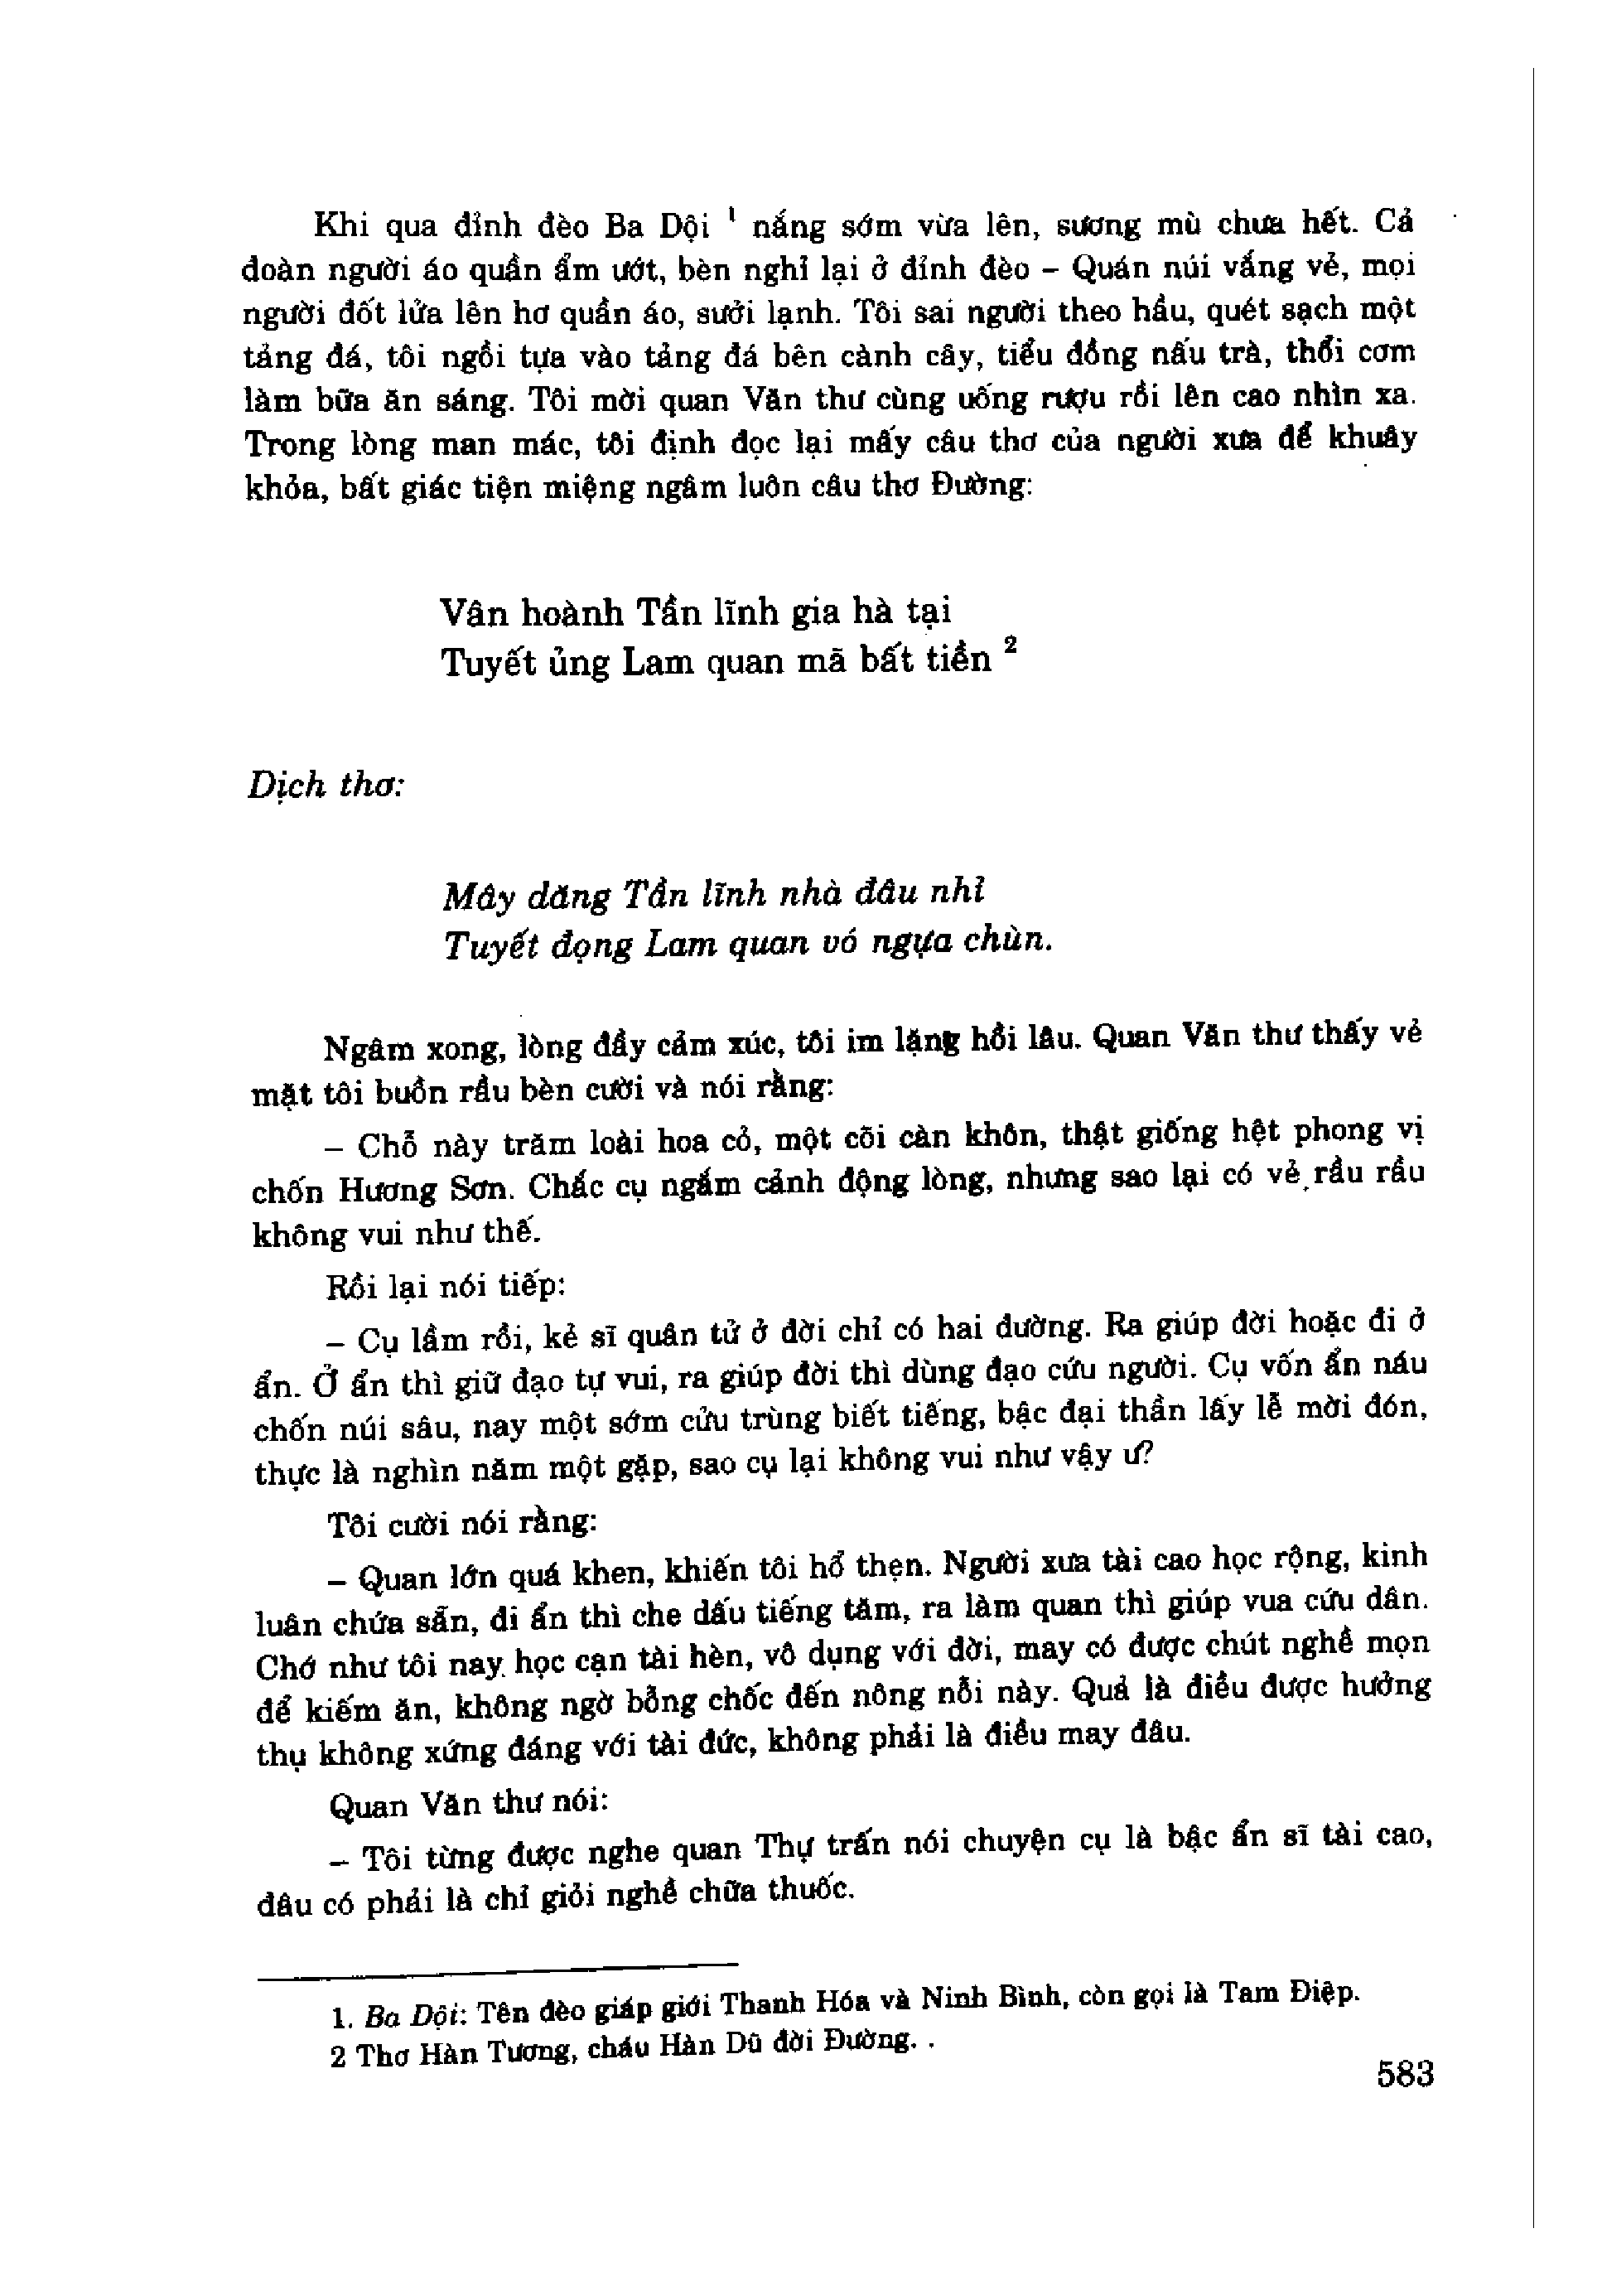 Khi qua đỉnh đèo Ba Dội ¹ nắng sớm vừa lên, sương mù chưa hết. Cả
đoàn người áo quần ẩm ướt, bèn nghỉ lại ở đỉnh đèo – Quán núi vắng vẻ, mọi
người đốt lửa lên hơ quần áo, sưởi lạnh. Tôi sai người theo hầu, quét sạch một
tảng đá, tôi ngồi tựa vào tảng đá bên cành cây, tiểu đồng nấu trà, thổi cơm
làm bữa ăn sáng. Tôi mời quan Văn thư cùng uống rượu rồi lên cao nhìn xa.
Trong lòng man mác, tôi định đọc lại mấy câu thơ của người xưa để khuây
khỏa, bất giác tiện miệng ngâm luôn câu thơ Đường:
Vân hoành Tần lĩnh gia hà tại
Tuyết ủng Lam quan mã bất tiền ²
Dịch thơ:
Mây dăng Tần lĩnh nhà đâu nhỉ
Tuyết đọng Lam quan vó ngựa chùn.
Ngâm xong, lòng đầy cảm xúc, tôi im lặng hồi lâu. Quan Văn thư thấy vẻ
mặt tôi buồn rầu bèn cười và nói rằng:
– Chỗ này trăm loài hoa cỏ, một cõi càn khôn, thật giống hệt phong vị
chốn Hương Sơn. Chắc cụ ngắm cảnh động lòng, nhưng sao lại có vẻ rầu rầu
không vui như thế.
Rồi lại nói tiếp:
– Cụ lầm rồi, kẻ sĩ quân tử ở đời chỉ có hai đường. Ra giúp đời hoặc đi ở
ẩn. Ở ẩn thì giữ đạo tự vui, ra giúp đời thì dùng đạo cứu người. Cụ vốn ẩn náu
chốn núi sâu, nay một sớm cửu trùng biết tiếng, bậc đại thần lấy lễ mời đón,
thực là nghìn năm một gặp, sao cụ lại không vui như vậy ư?
Tôi cười nói rằng:
– Quan lớn quá khen, khiến tôi hổ thẹn. Người xưa tài cao học rộng, kinh
luân chứa sẵn, đi ẩn thì che dấu tiếng tăm, ra làm quan thì giúp vua cứu dân.
Chớ như tôi nay học cạn tài hèn, vô dụng với đời, may có được chút nghề mọn
để kiếm ăn, không ngờ bỗng chốc đến nông nỗi này. Quả là điều được hưởng
thụ không xứng đáng với tài đức, không phải là điều may đâu.
Quan Văn thư nói:
– Tôi từng được nghe quan Thự trấn nói chuyện cụ là bậc ẩn sĩ tài cao,
đâu có phải là chỉ giỏi nghề chữa thuốc.
1. Ba Dội: Tên đèo giáp giới Thanh Hóa và Ninh Bình, còn gọi là Tam Điệp.
2 Thơ Hàn Tương, cháu Hàn Dũ đời Đường. .
583